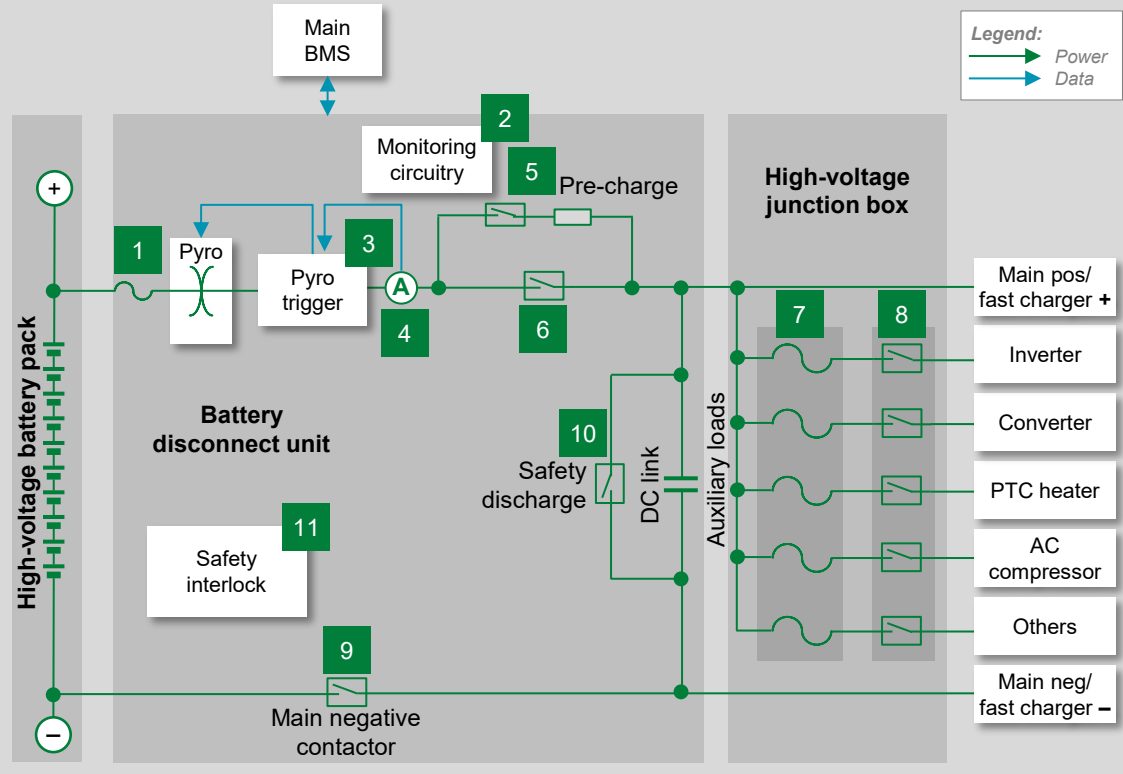 Main
BMS
Legend:
Power
Data
2
Monitoring
circuitry
5
Pre-charge
High-voltage
junction box
+
1
Pyro
3
Pyro
trigger
A
4
6
7
8
Main pos/
fast charger +
Inverter
Converter
PTC heater
AC
compressor
Others
Main neg/
fast charger –
High-voltage battery pack
Battery
disconnect unit
10
Safety
discharge
DC link
Auxiliary loads
11
Safety
interlock
9
Main negative
contactor
–